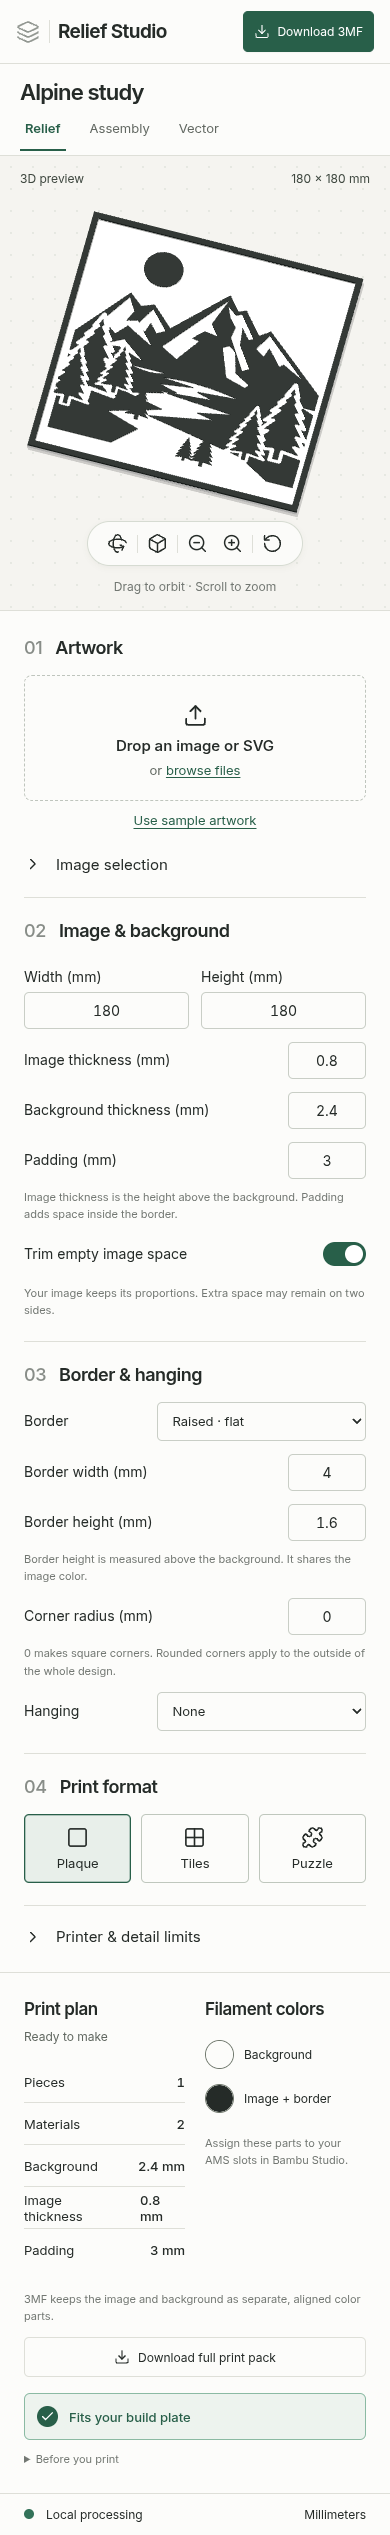 Relief Studio
Download 3MF
Alpine study
Relief Assembly Vector
3D preview 180 × 180 mm
Drag to orbit · Scroll to zoom
01 Artwork
Drop an image or SVG
or browse files
Use sample artwork
Image selection
02 Image & background
Width (mm) Height (mm)
180 180
Image thickness (mm) 0.8
Background thickness (mm) 2.4
Padding (mm) 3
Image thickness is the height above the background. Padding
adds space inside the border.
Trim empty image space
Your image keeps its proportions. Extra space may remain on two
sides.
03 Border & hanging
Border Raised · flat
Border width (mm) 4
Border height (mm) 1.6
Border height is measured above the background. It shares the
image color.
Corner radius (mm) 0
0 makes square corners. Rounded corners apply to the outside of
the whole design.
Hanging None
04 Print format
Plaque Tiles Puzzle
Printer & detail limits
Print plan
Ready to make
Pieces 1
Materials 2
Background 2.4 mm
Image thickness 0.8 mm
Padding 3 mm
Filament colors
Background
Image + border
Assign these parts to your
AMS slots in Bambu Studio.
3MF keeps the image and background as separate, aligned color
parts.
Download full print pack
Fits your build plate
Before you print
Local processing Millimeters